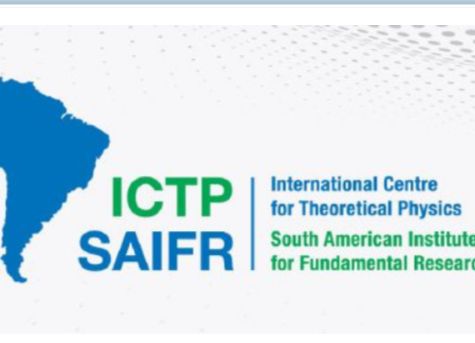 ICTP
SAIFR
International Centre
for Theoretical Physics
South American Institute
for Fundamental Researc